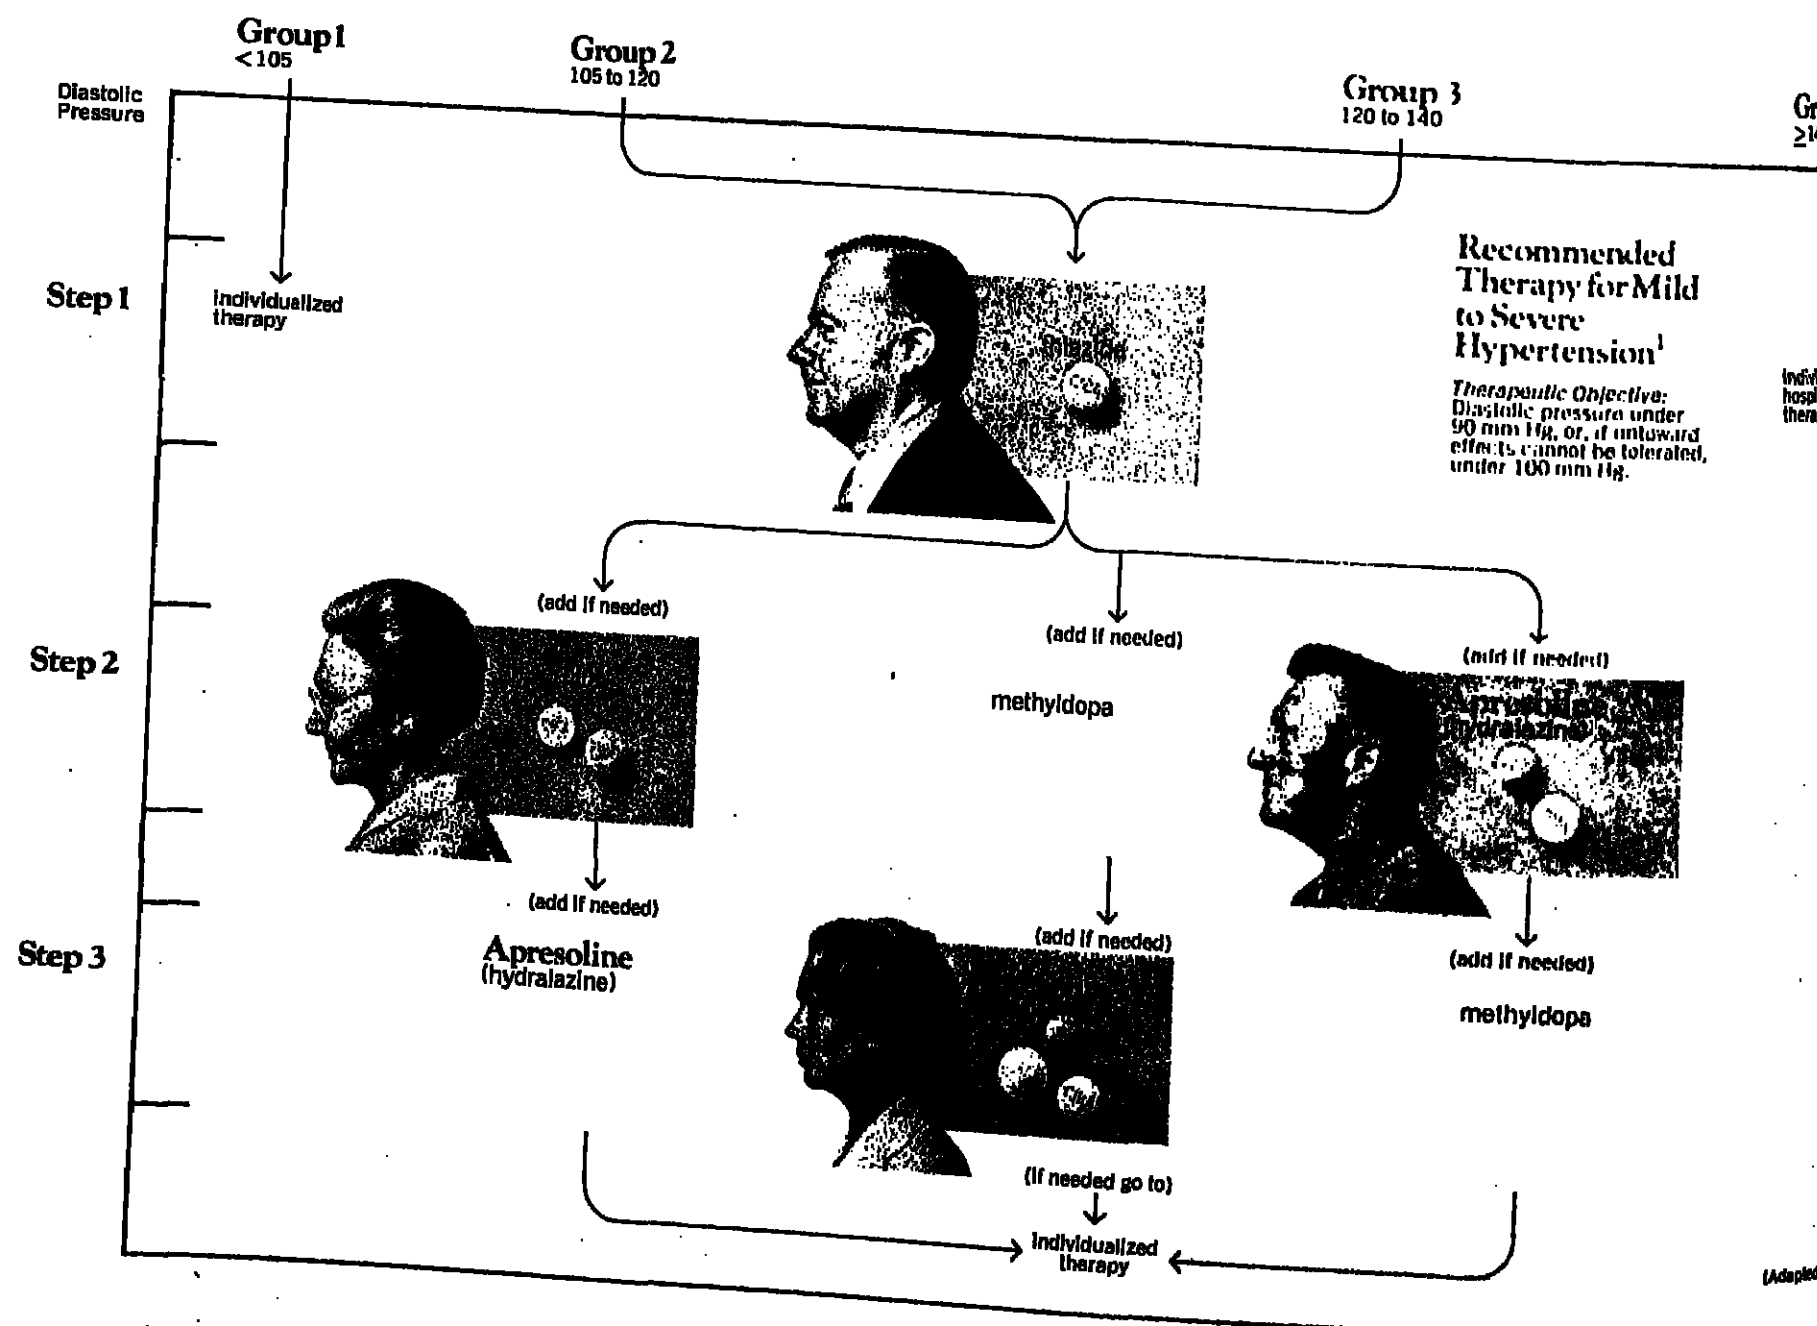 Group 1
<105
Group 2
105 to 120
Group 3
120 to 140
Diastolic
Pressure
Step 1
Individualized
therapy
thiazide
Recommended
Therapy for Mild
to Severe
Hypertension¹
Therapeutic Objective:
Diastolic pressure under
90 mm Hg, or, if untoward
effects cannot be tolerated,
under 100 mm Hg.
Step 2
(add if needed)
(add if needed)
methyldopa
(add if needed)
Apresoline
(hydralazine)
Step 3
(add if needed)
Apresoline
(hydralazine)
(add if needed)
(add if needed)
methyldopa
(If needed go to)
Individualized
therapy